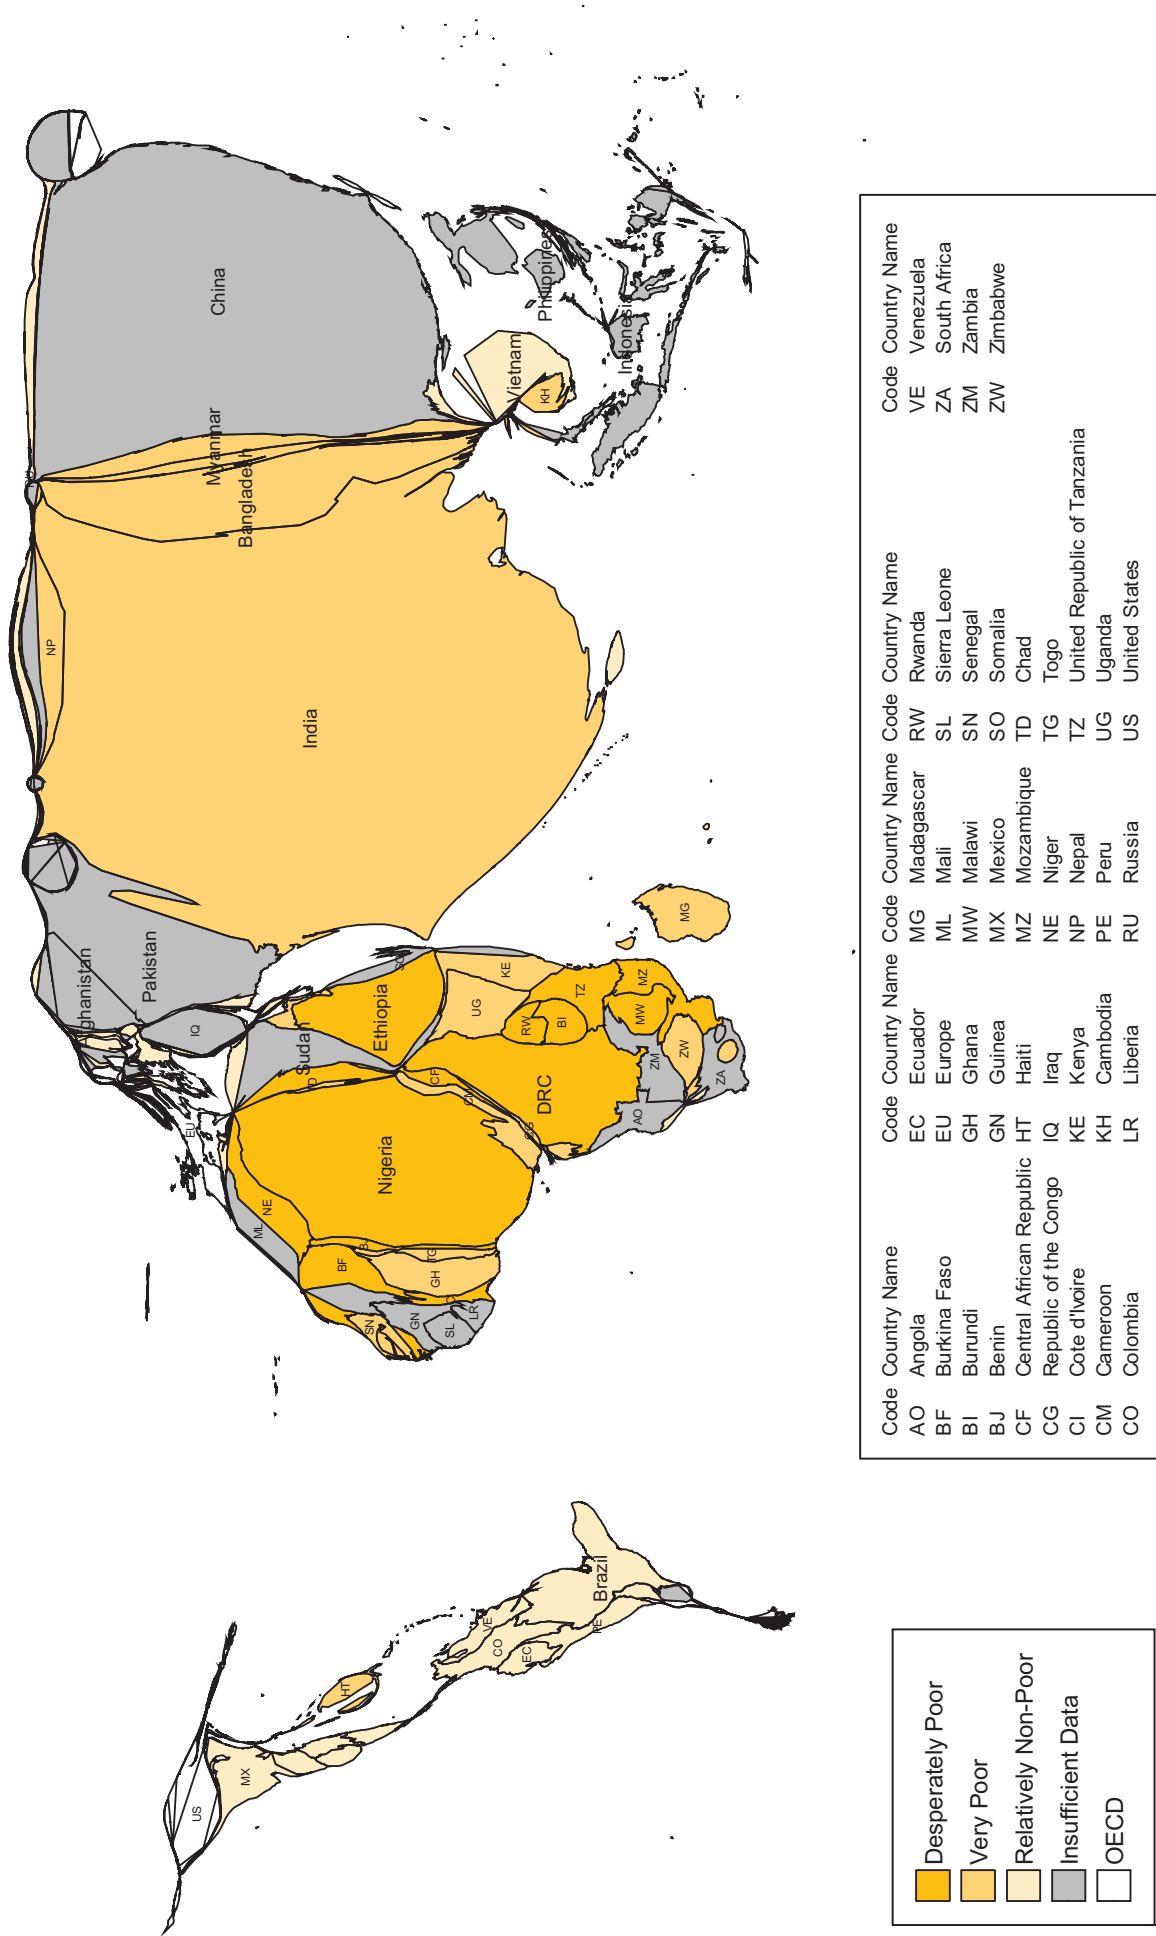 US
MX
HT
VE
CO
EC
PE
Brazil
EU
ML
NE
SN
BF
BJ
TG
GH
GN
SL
LR
Nigeria
CM
CF
CG
DRC
Sudan
Ethiopia
SO
UG
KE
RW
BI
TZ
MW
MZ
ZM
AO
ZW
ZA
MG
IQ
Pakistan
NP
India
Bangladesh
Myanmar
China
Vietnam
KH
Philippines
Indonesia
Desperately Poor
Very Poor
Relatively Non-Poor
Insufficient Data
OECD
Code Country Name Code Country Name Code Country Name Code Country Name Code Country Name
AO Angola EC Ecuador MG Madagascar RW Rwanda VE Venezuela
BF Burkina Faso EU Europe ML Mali SL Sierra Leone ZA South Africa
BI Burundi GH Ghana MW Malawi SN Senegal ZM Zambia
BJ Benin GN Guinea MX Mexico SO Somalia ZW Zimbabwe
CF Central African Republic HT Haiti MZ Mozambique TD Chad
CG Republic of the Congo IQ Iraq NE Niger TG Togo
CI Cote d'Ivoire KE Kenya NP Nepal TZ United Republic of Tanzania
CM Cameroon KH Cambodia PE Peru UG Uganda
CO Colombia LR Liberia RU Russia US United States